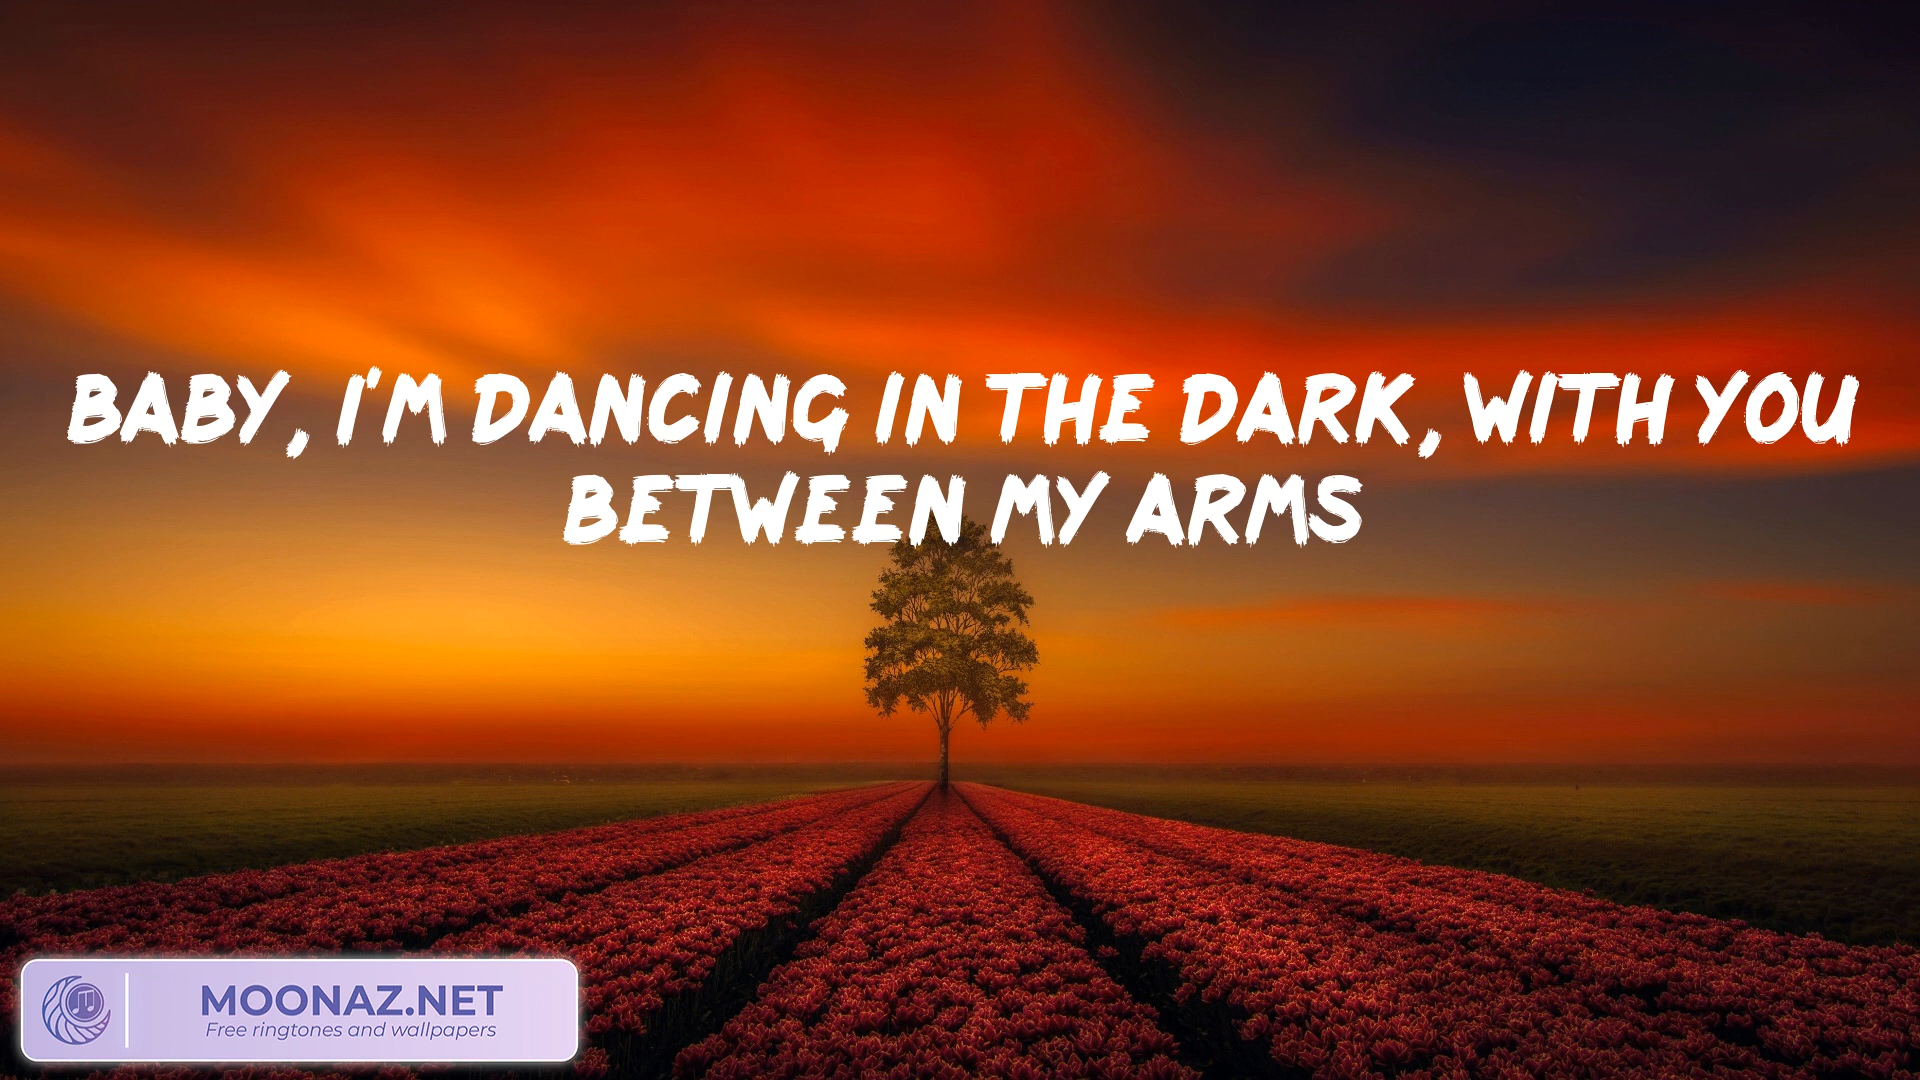 BABY, I'M DANCING IN THE DARK, WITH YOU
BETWEEN MY ARMS
MOONAZ.NET
Free ringtones and wallpapers